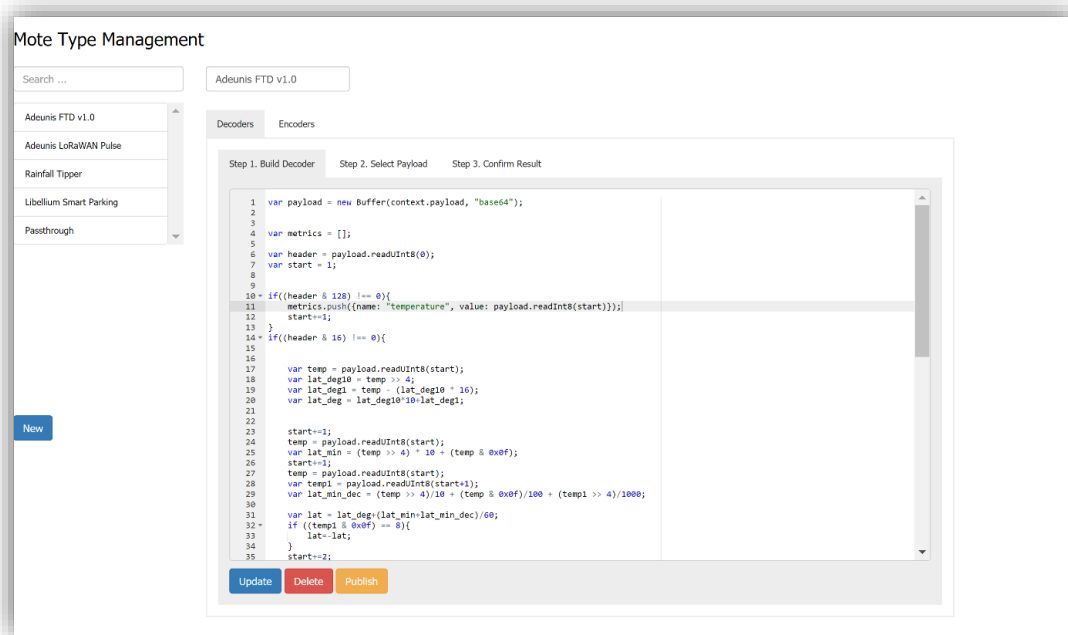 Mote Type Management
Search ...
Adeunis FTD v1.0
Adeunis LoRaWAN Pulse
Rainfall Tipper
Libellium Smart Parking
Passthrough
New
Adeunis FTD v1.0
Decoders Encoders
Step 1. Build Decoder Step 2. Select Payload Step 3. Confirm Result
1 var payload = new Buffer(context.payload, "base64");
2
3
4 var metrics = [];
5
6 var header = payload.readUInt8(0);
7 var start = 1;
8
9
10 if((header & 128) !== 0){
11 metrics.push({name: "temperature", value: payload.readInt8(start)});
12 start+=1;
13 }
14 if((header & 16) !== 0){
15
16
17 var temp = payload.readUInt8(start);
18 var lat_deg10 = temp >> 4;
19 var lat_deg1 = temp - (lat_deg10 * 16);
20 var lat_deg = lat_deg10*10+lat_deg1;
21
22
23 start+=1;
24 temp = payload.readUInt8(start);
25 var lat_min = (temp >> 4) * 10 + (temp & 0x0f);
26 start+=1;
27 temp = payload.readUInt8(start);
28 var temp1 = payload.readUInt8(start+1);
29 var lat_min_dec = (temp >> 4)/10 + (temp & 0x0f)/100 + (temp1 >> 4)/1000;
30
31 var lat = lat_deg+(lat_min+lat_min_dec)/60;
32 if ((temp1 & 0x0f) == 8){
33 lat=-lat;
34 }
35 start+=2;
Update Delete Publish